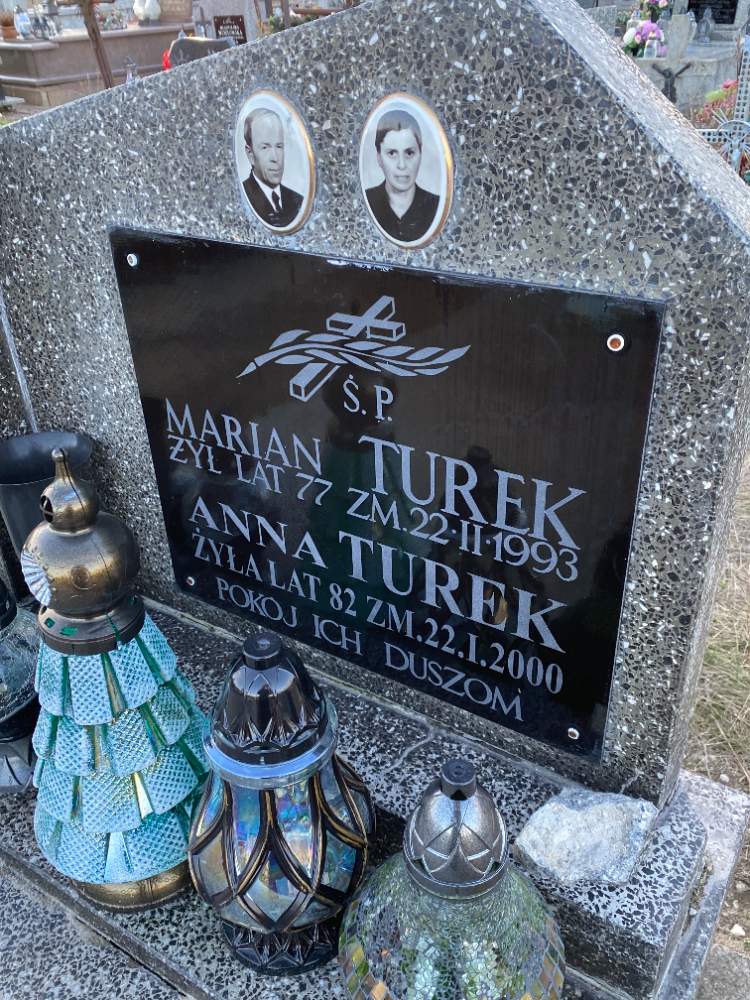 Ś.P.
MARIAN TUREK
ŻYŁ LAT 77 ZM.22·II·1993
ANNA TUREK
ŻYŁA LAT 82 ZM.22.I.2000
POKOJ ICH DUSZOM